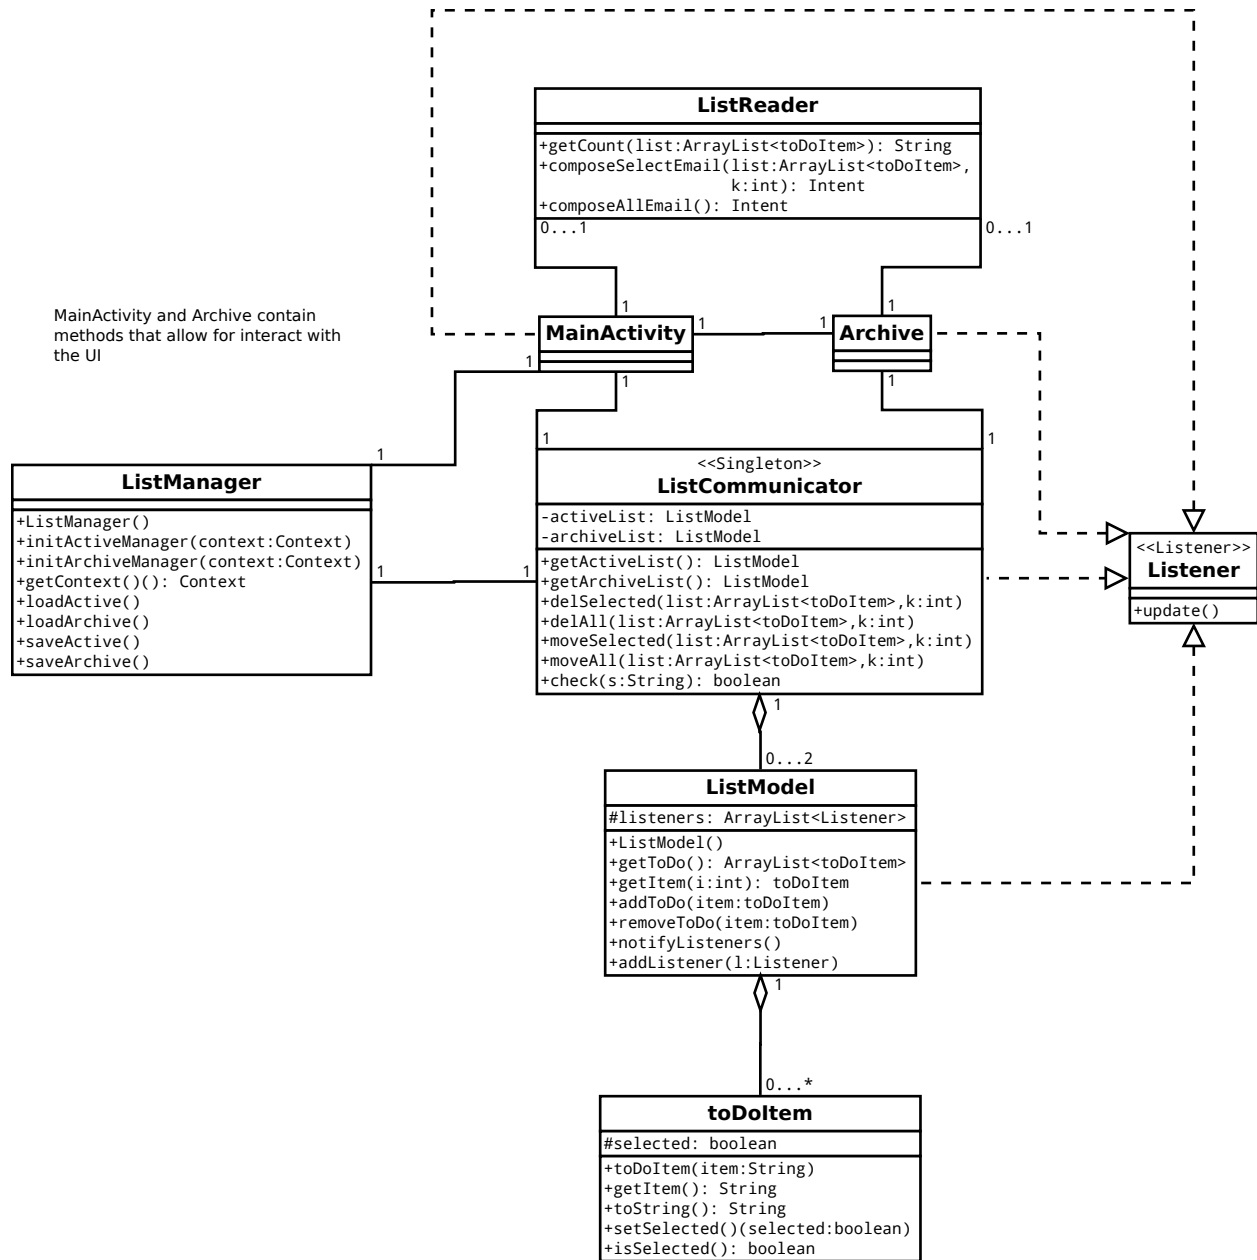 ListReader
+getCount(list:ArrayList<toDoItem>): String
+composeSelectEmail(list:ArrayList<toDoItem>,
k:int): Intent
+composeAllEmail(): Intent
0...1
0...1
1
1
MainActivity and Archive contain
methods that allow for interact with
the UI
MainActivity
1
1
Archive
1
1
1
1
1
1
ListManager
+ListManager()
+initActiveManager(context:Context)
+initArchiveManager(context:Context)
+getContext()(): Context
+loadActive()
+loadArchive()
+saveActive()
+saveArchive()
1
1
<<Singleton>>
ListCommunicator
-activeList: ListModel
-archiveList: ListModel
+getActiveList(): ListModel
+getArchiveList(): ListModel
+delSelected(list:ArrayList<toDoItem>,k:int)
+delAll(list:ArrayList<toDoItem>,k:int)
+moveSelected(list:ArrayList<toDoItem>,k:int)
+moveAll(list:ArrayList<toDoItem>,k:int)
+check(s:String): boolean
<<Listener>>
Listener
+update()
1
0...2
ListModel
#listeners: ArrayList<Listener>
+ListModel()
+getToDo(): ArrayList<toDoItem>
+getItem(i:int): toDoItem
+addToDo(item:toDoItem)
+removeToDo(item:toDoItem)
+notifyListeners()
+addListener(l:Listener)
1
0...*
toDoItem
#selected: boolean
+toDoItem(item:String)
+getItem(): String
+toString(): String
+setSelected()(selected:boolean)
+isSelected(): boolean